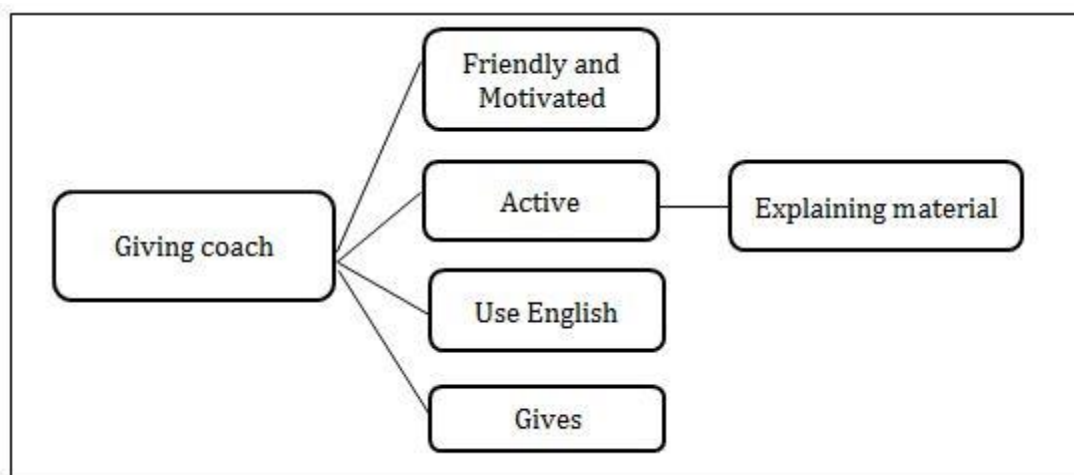 Friendly and
Motivated
Active
Explaining material
Giving coach
Use English
Gives